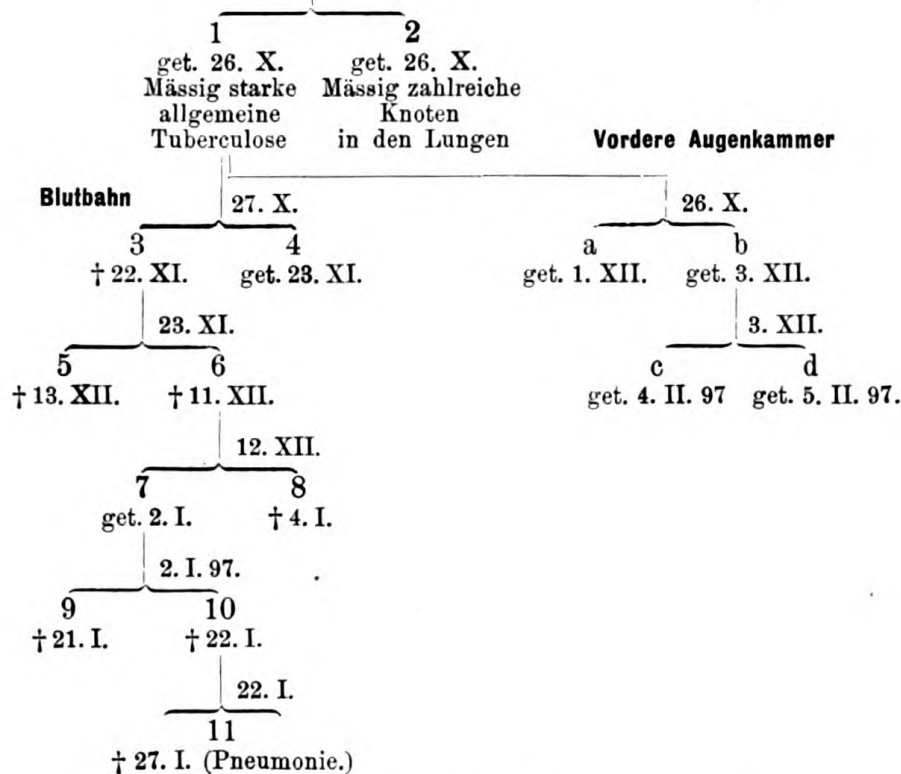 1 2
get. 26. X. get. 26. X.
Mässig starke Mässig zahlreiche
allgemeine Knoten
Tuberculose in den Lungen Vordere Augenkammer
Blutbahn 27. X. 26. X.
3 4 a b
† 22. XI. get. 23. XI. get. 1. XII. get. 3. XII.
23. XI. 3. XII.
5 6 c d
† 13. XII. † 11. XII. get. 4. II. 97 get. 5. II. 97.
12. XII.
7 8
get. 2. I. † 4. I.
2. I. 97.
9 10
† 21. I. † 22. I.
22. I.
11
† 27. I. (Pneumonie.)